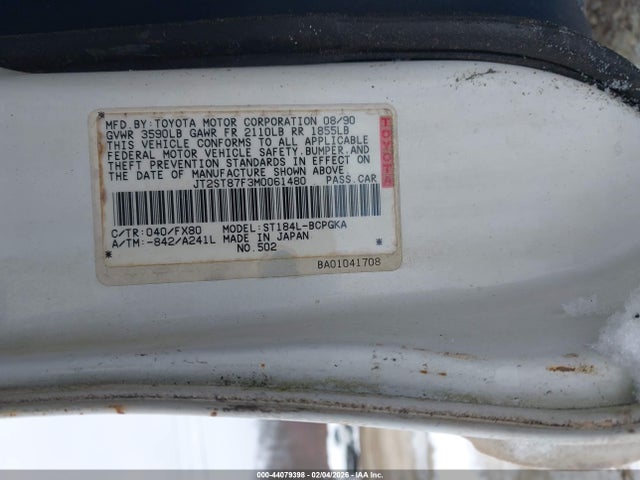 MFD.BY:TOYOTA MOTOR CORPORATION 08/90
GVWR 3590LB GAWR FR 2110LB RR 1855LB
THIS VEHICLE CONFORMS TO ALL APPLICABLE
FEDERAL MOTOR VEHICLE SAFETY,BUMPER,AND
THEFT PREVENTION STANDARDS IN EFFECT ON
THE DATE OF MANUFACTURE SHOWN ABOVE.
JT2ST87F3M0061480 PASS.CAR
TOYOTA
C/TR:040/FX80 MODEL:ST184L-BCPGKA
A/TM:-842/A241L MADE IN JAPAN
NO.502
BA01041708
000-44079398 - 02/04/2026 - IAA Inc.